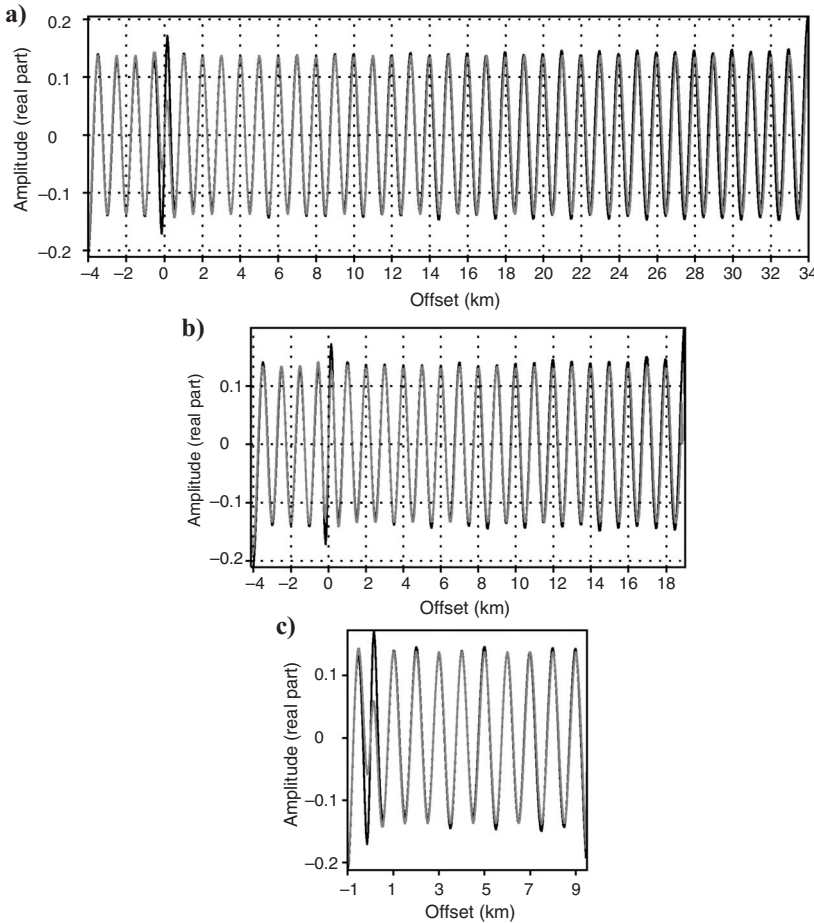 a)
Amplitude (real part)
0.2
0.1
0
−0.1
−0.2
−4 −2 0 2 4 6 8 10 12 14 16 18 20 22 24 26 28 30 32 34
Offset (km)
b)
Amplitude (real part)
0.1
0
−0.1
−0.2
−4 −2 0 2 4 6 8 10 12 14 16 18
Offset (km)
c)
Amplitude (real part)
0.1
0
−0.1
−0.2
−1 1 3 5 7 9
Offset (km)